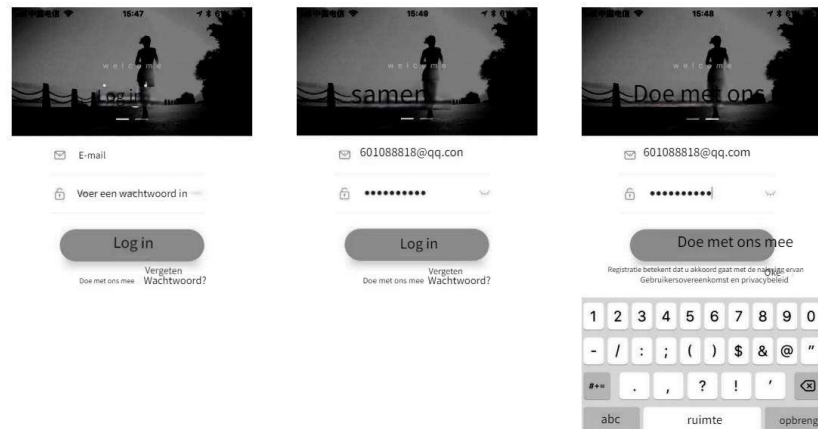 15:47
welcome
Log in
E-mail
Voer een wachtwoord in
Log in
Doe met ons mee
Vergeten
Wachtwoord?
15:49
welcome
samen
601088818@qq.con
Log in
Doe met ons mee
Vergeten
Wachtwoord?
15:48
welcome
Doe met ons
601088818@qq.com
Doe met ons mee
Registratie betekent dat u akkoord gaat met de naleving ervan
Oké
Gebruikersovereenkomst en privacybeleid
1 2 3 4 5 6 7 8 9 0
- / : ; ( ) $ & @ "
#+= . , ? ! '
abc ruimte opbreng